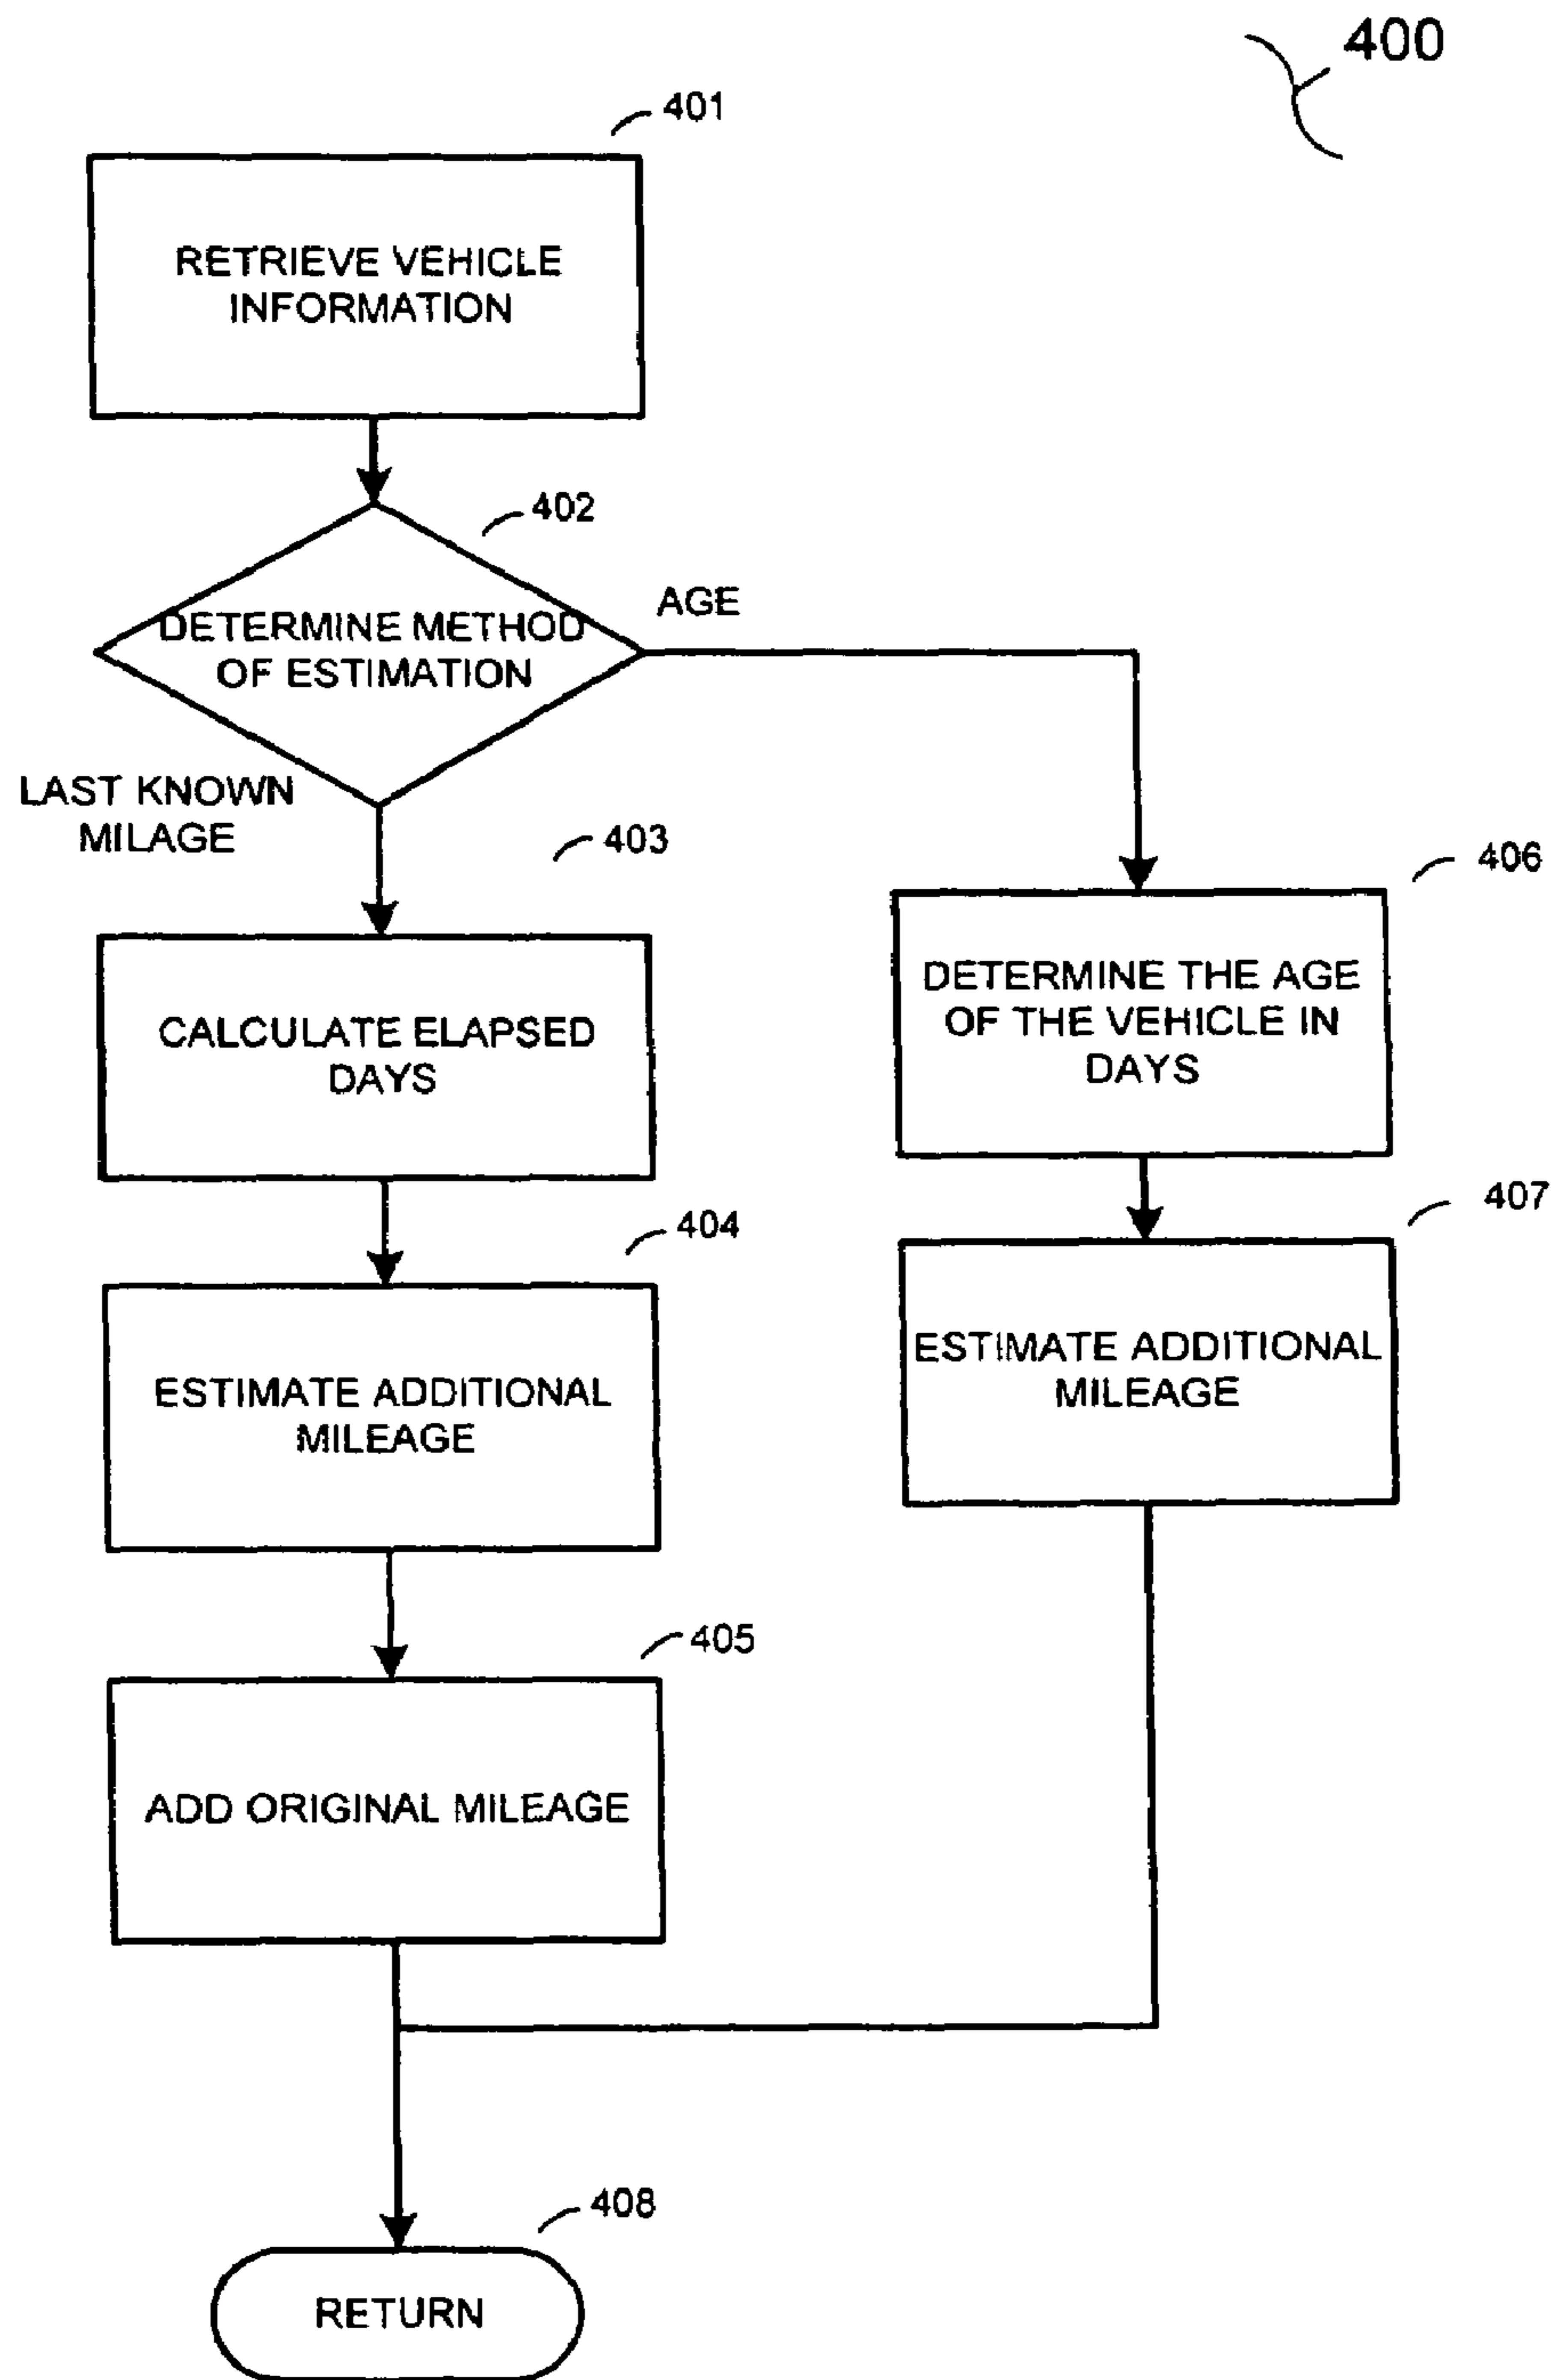 400
401
RETRIEVE VEHICLE
INFORMATION
402
DETERMINE METHOD
OF ESTIMATION
AGE
LAST KNOWN
MILAGE
403
CALCULATE ELAPSED
DAYS
404
ESTIMATE ADDITIONAL
MILEAGE
405
ADD ORIGINAL MILEAGE
406
DETERMINE THE AGE
OF THE VEHICLE IN
DAYS
407
ESTIMATE ADDITIONAL
MILEAGE
408
RETURN